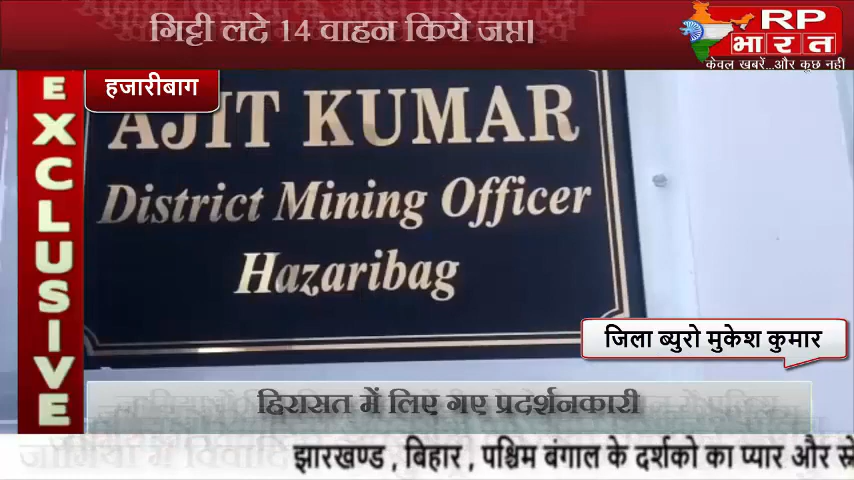 गिट्टी लदे 14 वाहन किये जप्त।
RP
भारत
केवल खबरें...और कुछ नहीं
हजारीबाग
EXCLUSIVE
AJIT KUMAR
District Mining Officer
Hazaribag
जिला ब्युरो मुकेश कुमार
हिरासत में लिए गए प्रदर्शनकारी
झारखण्ड , बिहार , पश्चिम बंगाल के दर्शको का प्यार और